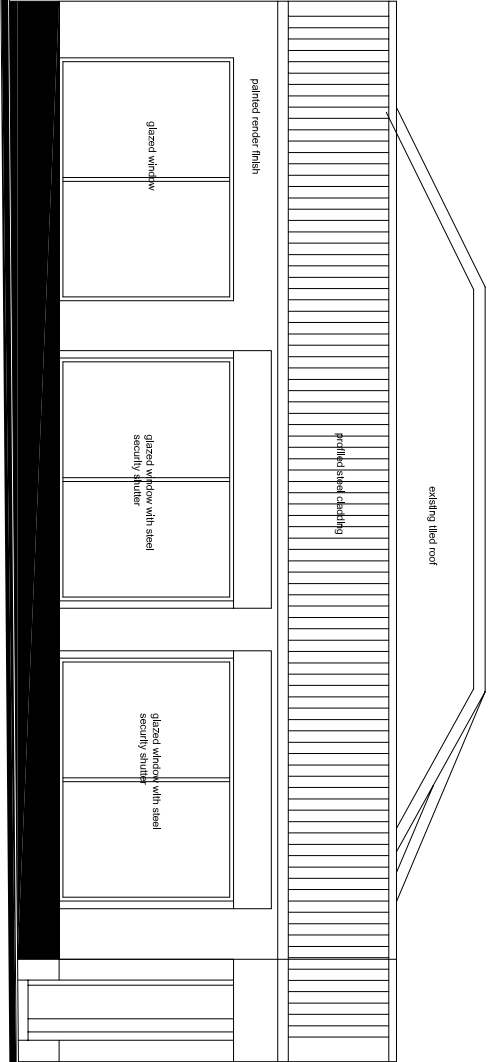 existing tiled roof
profiled steel cladding
painted render finish
glazed window
glazed window with steel
security shutter
glazed window with steel
security shutter